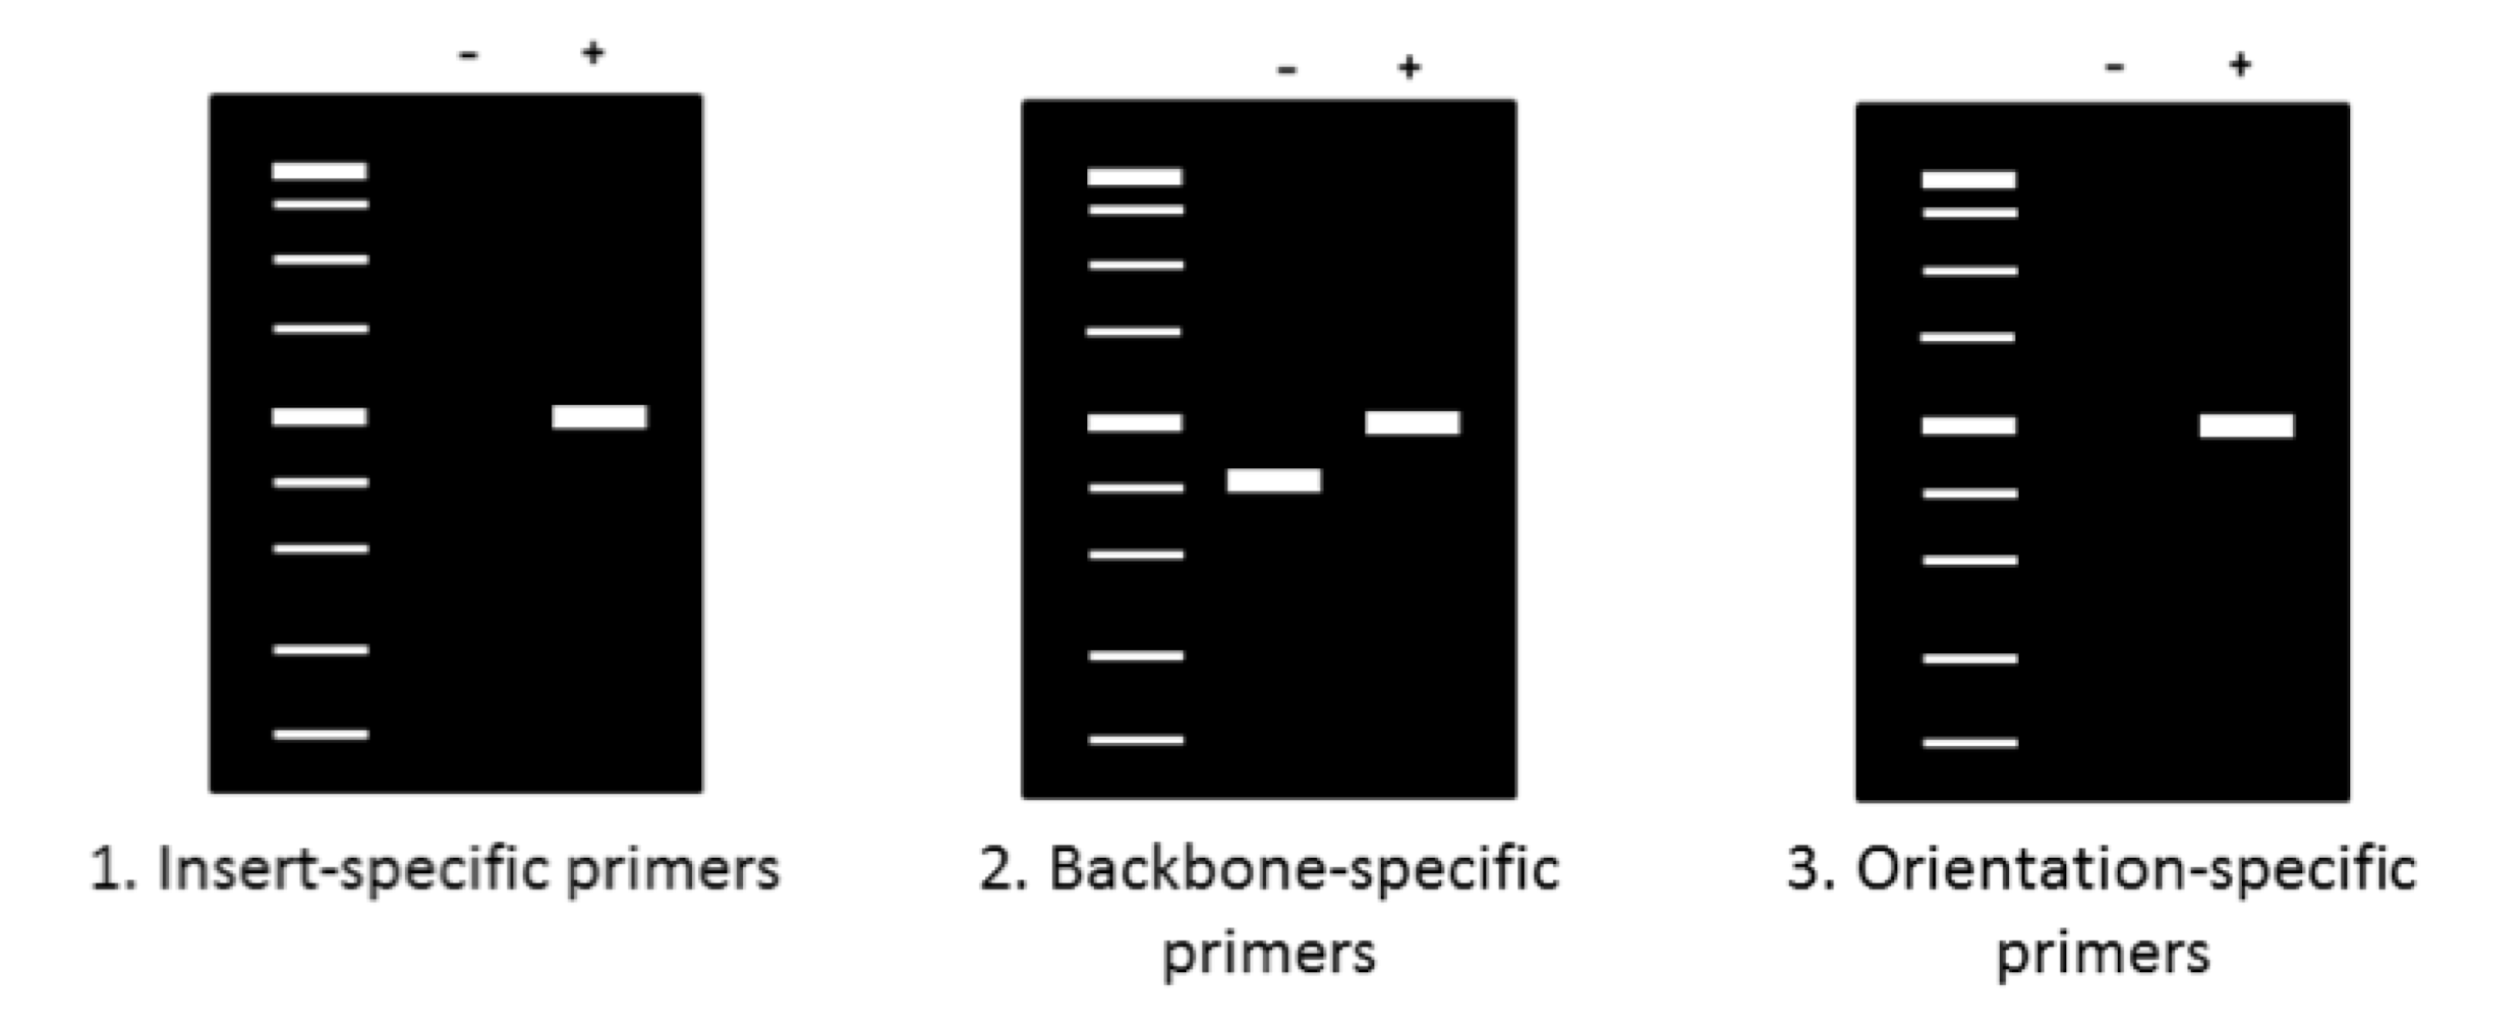 - +
- +
- +
1. Insert-specific primers
2. Backbone-specific
primers
3. Orientation-specific
primers